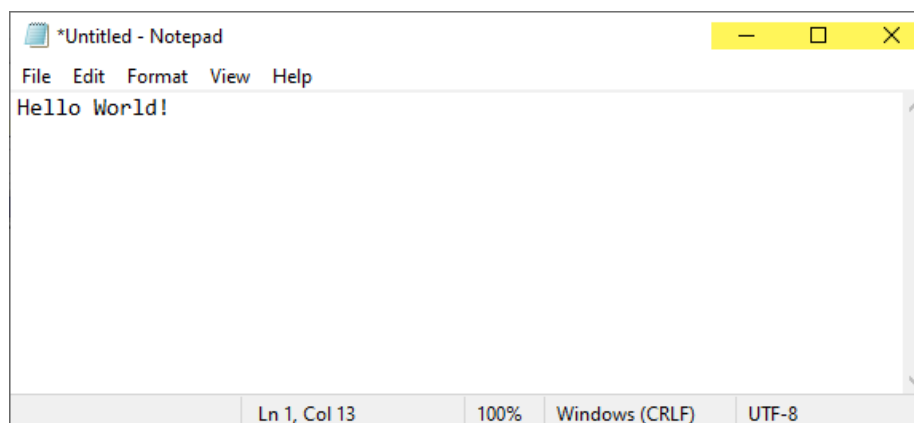 *Untitled - Notepad
File Edit Format View Help
Hello World!
Ln 1, Col 13 100% Windows (CRLF) UTF-8